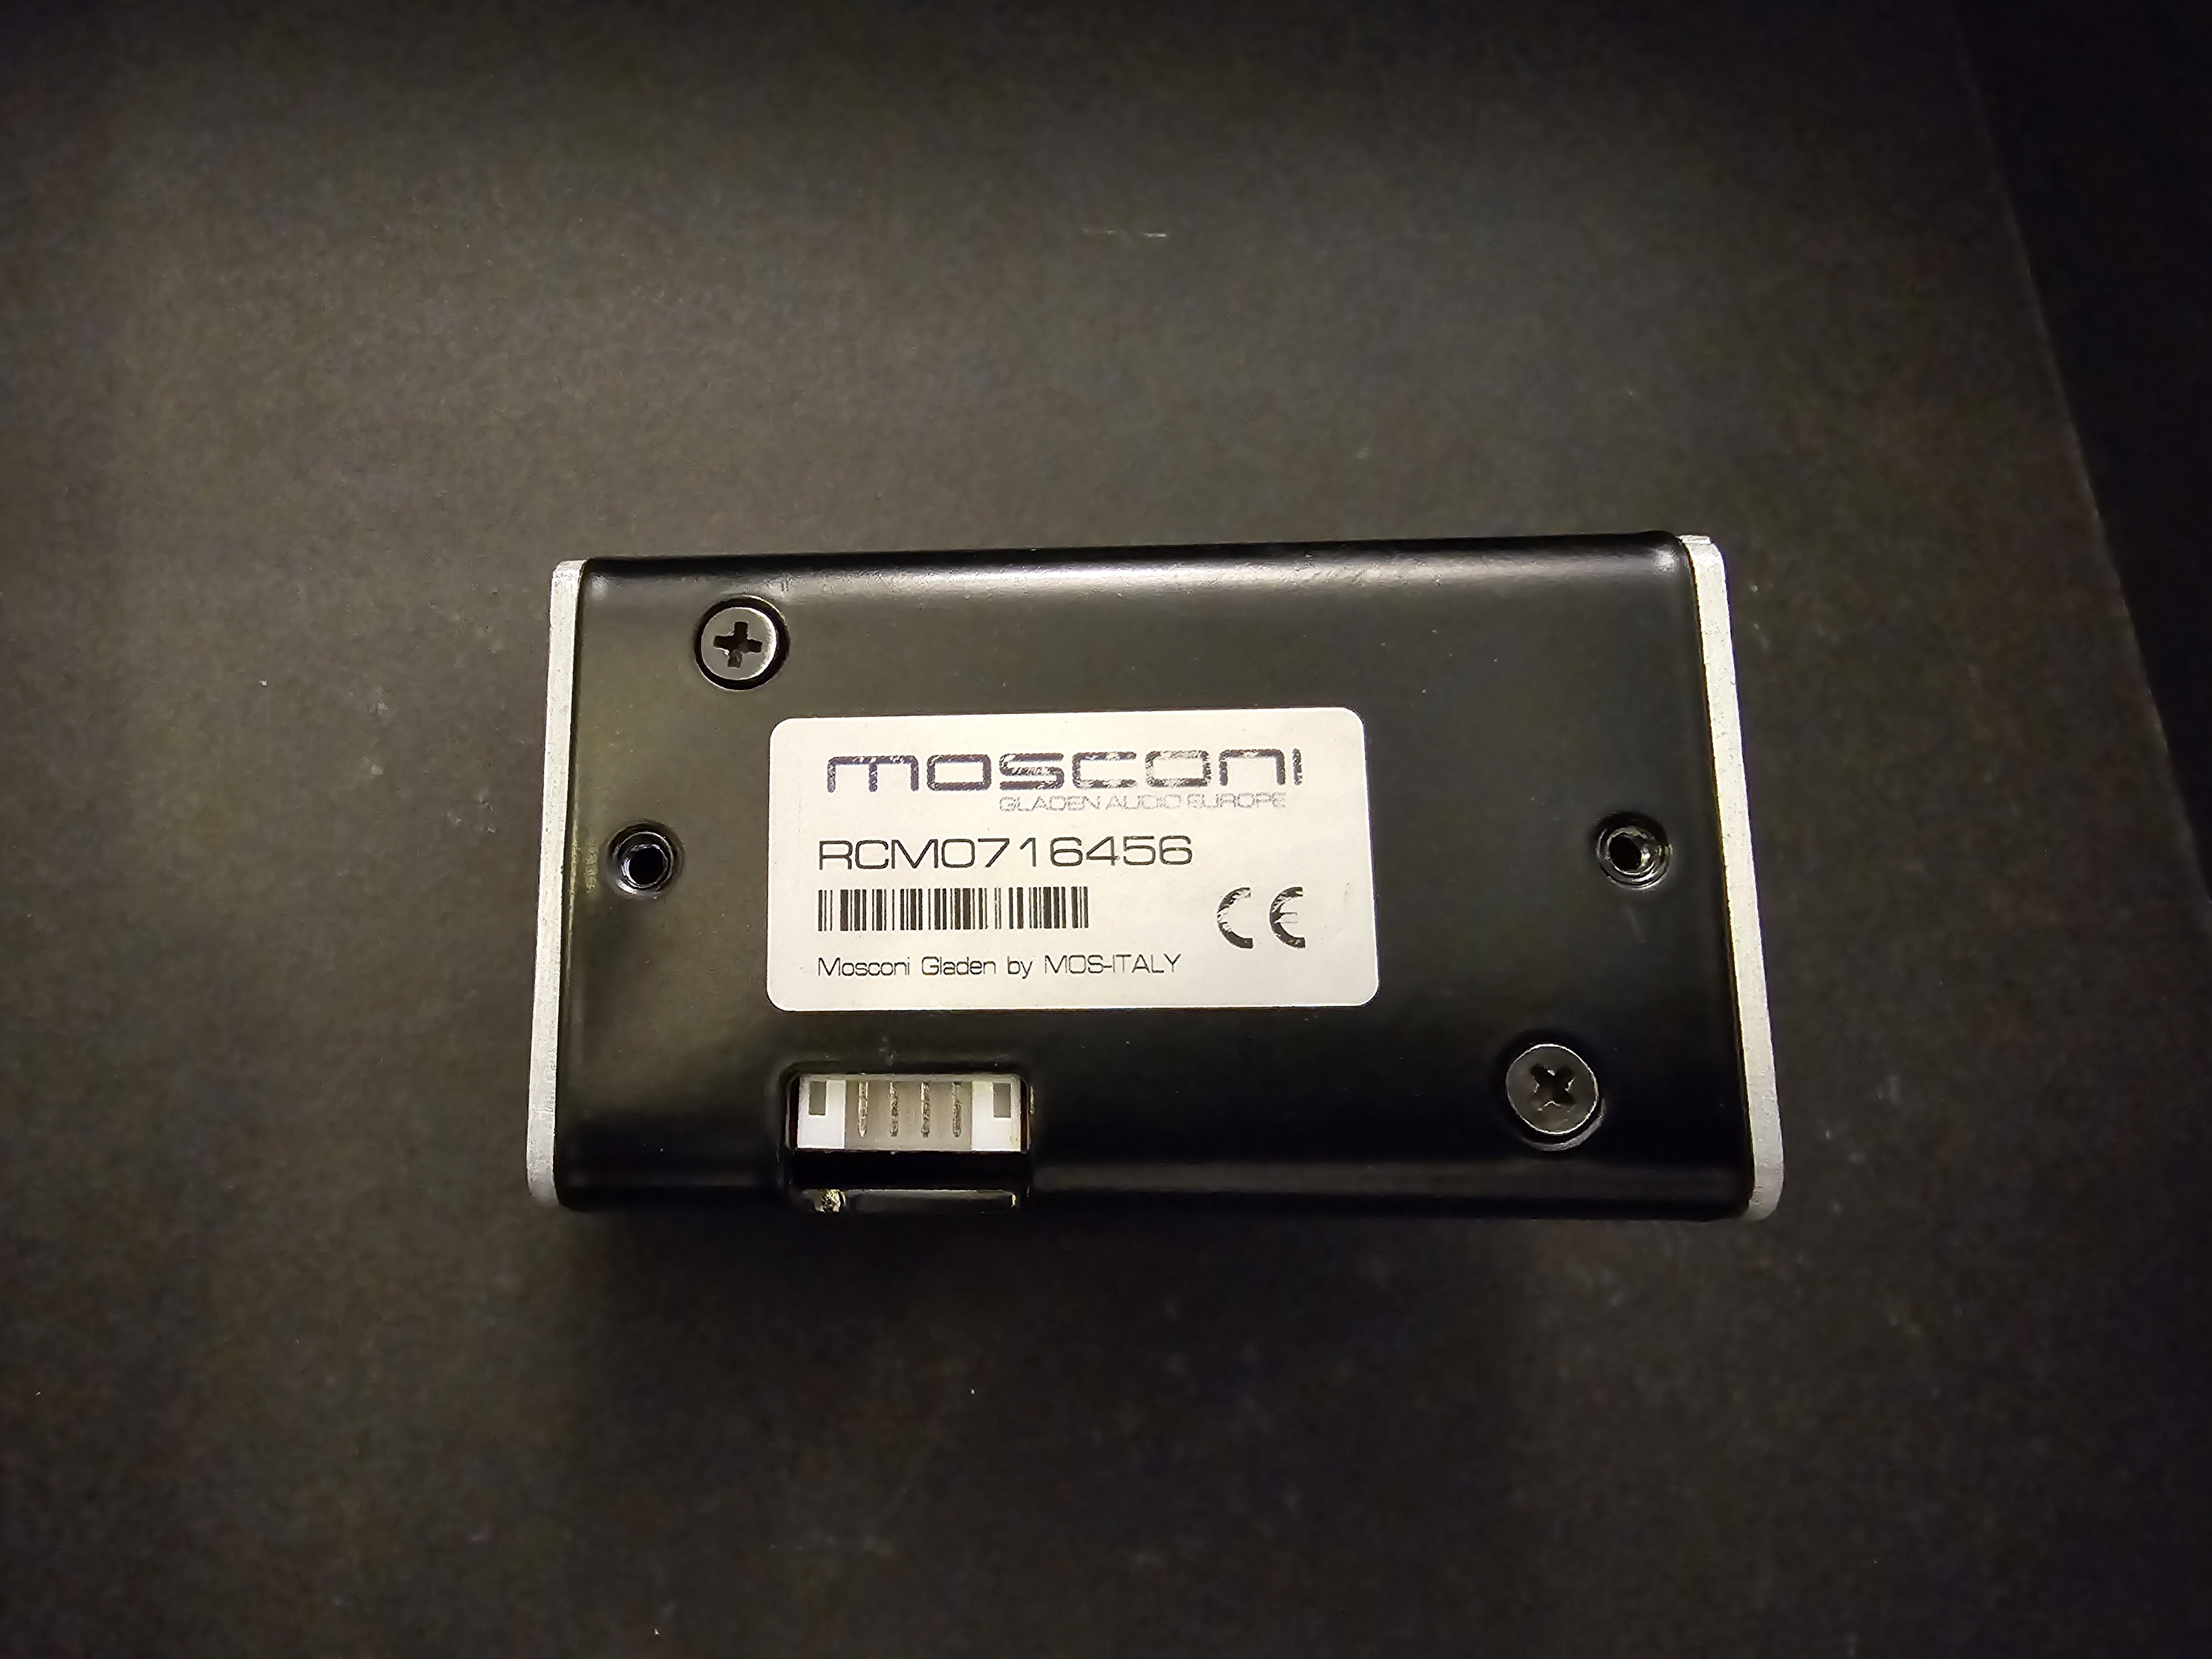 mosconi
GLADEN AUDIO EUROPE
RCM0716456
CE
Mosconi Gladen by MOS-ITALY